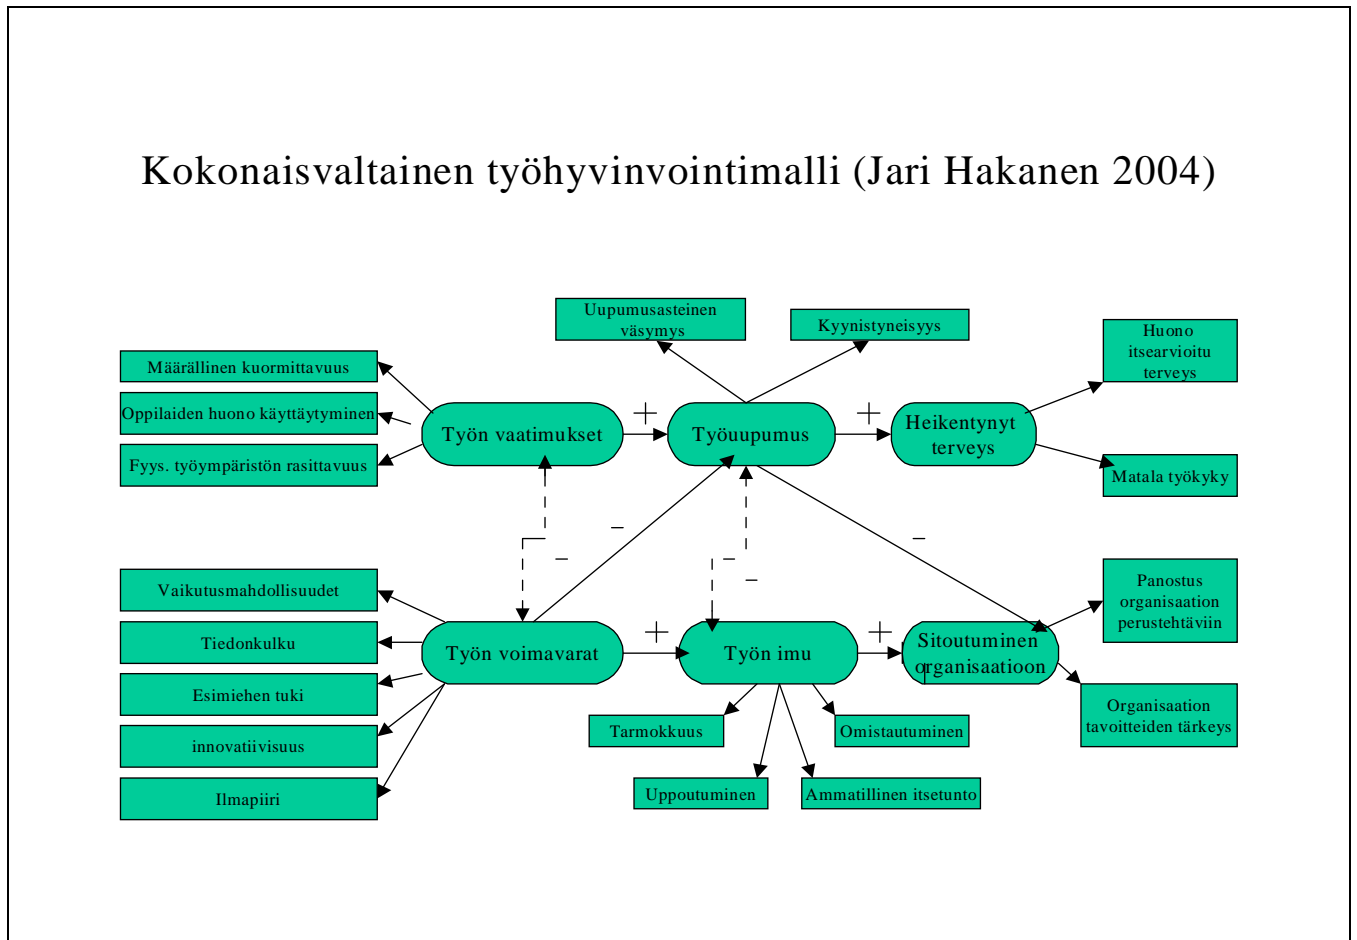 Kokonaisvaltainen työhyvinvointimalli (Jari Hakanen 2004)
Uupumusasteinen
väsymys
Kyynistyneisyys
Huono
itsearvioitu
terveys
Määrällinen kuormittavuus
Oppilaiden huono käyttäytyminen
Fyys. työympäristön rasittavuus
Työn vaatimukset
+
Työuupumus
+
Heikentynyt
terveys
Matala työkyky
–
–
–
–
–
Vaikutusmahdollisuudet
Tiedonkulku
Esimiehen tuki
innovatiivisuus
Ilmapiiri
Työn voimavarat
+
Työn imu
+
Sitoutuminen
organisaatioon
Panostus
organisaation
perustehtäviin
Organisaation
tavoitteiden tärkeys
Tarmokkuus
Omistautuminen
Uppoutuminen
Ammatillinen itsetunto